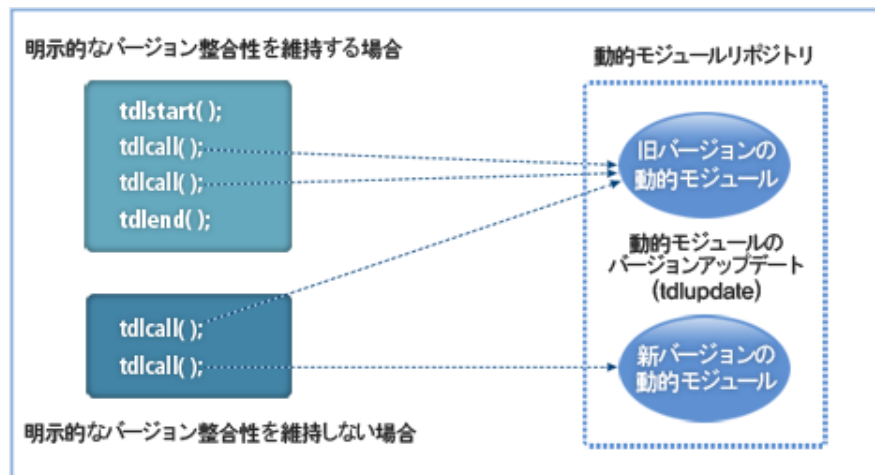 明示的なバージョン整合性を維持する場合
tdlstart( );
tdlcall( );
tdlcall( );
tdlend( );
tdlcall( );
tdlcall( );
明示的なバージョン整合性を維持しない場合
動的モジュールリポジトリ
旧バージョンの
動的モジュール
動的モジュールの
バージョンアップデート
(tdlupdate)
新バージョンの
動的モジュール